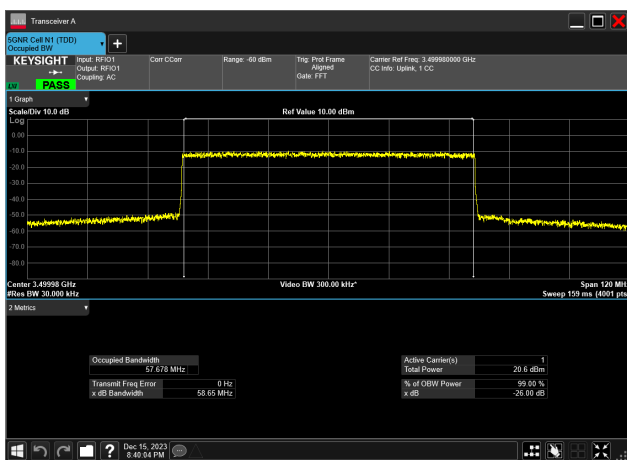 Transceiver A
5GNR Cell N1 (TDD)
Occupied BW
KEYSIGHT
LXI
PASS
Input: RFIO1
Output: RFIO1
Coupling: AC
Corr CCorr
Range: -60 dBm
Trig: Prot Frame
Aligned
Gate: FFT
Carrier Ref Freq: 3.499980000 GHz
CC Info: Uplink, 1 CC
1 Graph
Scale/Div 10.0 dB
Ref Value 10.00 dBm
Log
0.00
-10.0
-20.0
-30.0
-40.0
-50.0
-60.0
-70.0
-80.0
Center 3.49998 GHz
Video BW 300.00 kHz*
Span 120 MH
#Res BW 30.000 kHz
Sweep 159 ms (4001 pts
2 Metrics
Occupied Bandwidth
57.678 MHz
Active Carrier(s) 1
Total Power 20.6 dBm
Transmit Freq Error 0 Hz
x dB Bandwidth 58.65 MHz
% of OBW Power 99.00 %
x dB -26.00 dB
Dec 15, 2023
8:40:04 PM